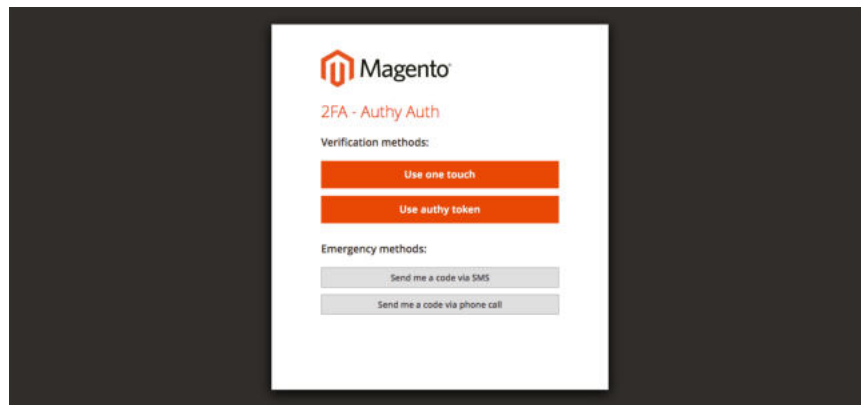 Magento
2FA - Authy Auth
Verification methods:
Use one touch
Use authy token
Emergency methods:
Send me a code via SMS
Send me a code via phone call